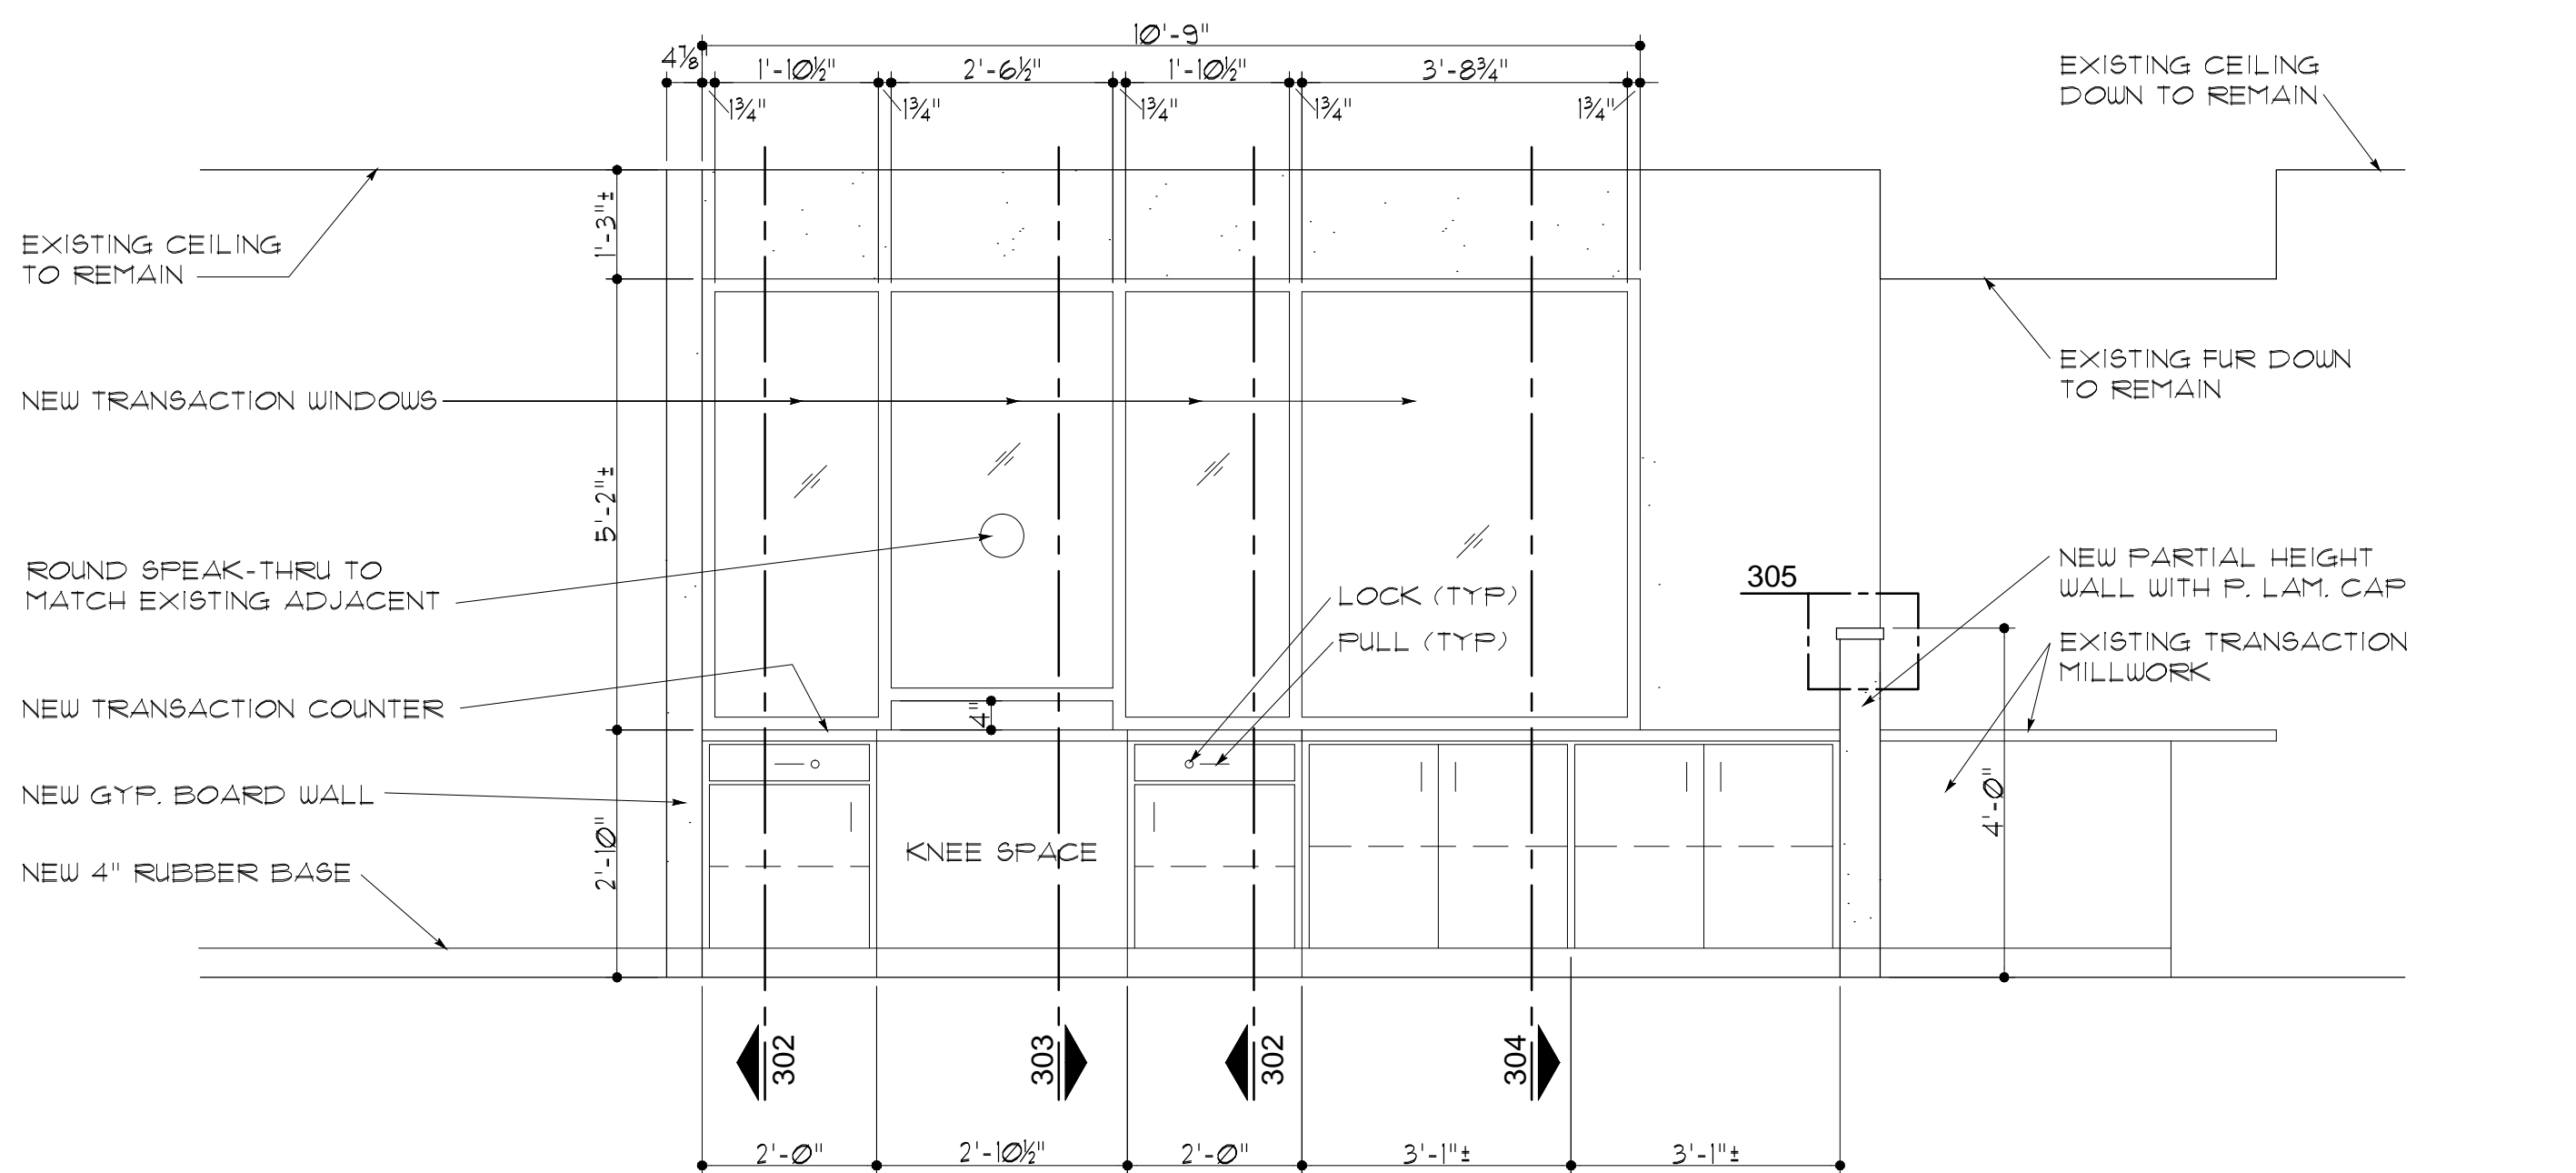 10'-9"
4⅞"
1'-10½"
2'-6½"
1'-10½"
3'-8¾"
1¾"
1¾"
1¾"
1¾"
1¾"
EXISTING CEILING
DOWN TO REMAIN
1'-3"±
EXISTING CEILING
TO REMAIN
EXISTING FUR DOWN
TO REMAIN
NEW TRANSACTION WINDOWS
5'-2"±
ROUND SPEAK-THRU TO
MATCH EXISTING ADJACENT
LOCK (TYP)
PULL (TYP)
305
NEW PARTIAL HEIGHT
WALL WITH P. LAM. CAP
EXISTING TRANSACTION
MILLWORK
NEW TRANSACTION COUNTER
4"
NEW GYP. BOARD WALL
2'-10"
KNEE SPACE
4'-0"
NEW 4" RUBBER BASE
302
303
302
304
2'-0"
2'-10½"
2'-0"
3'-1"±
3'-1"±